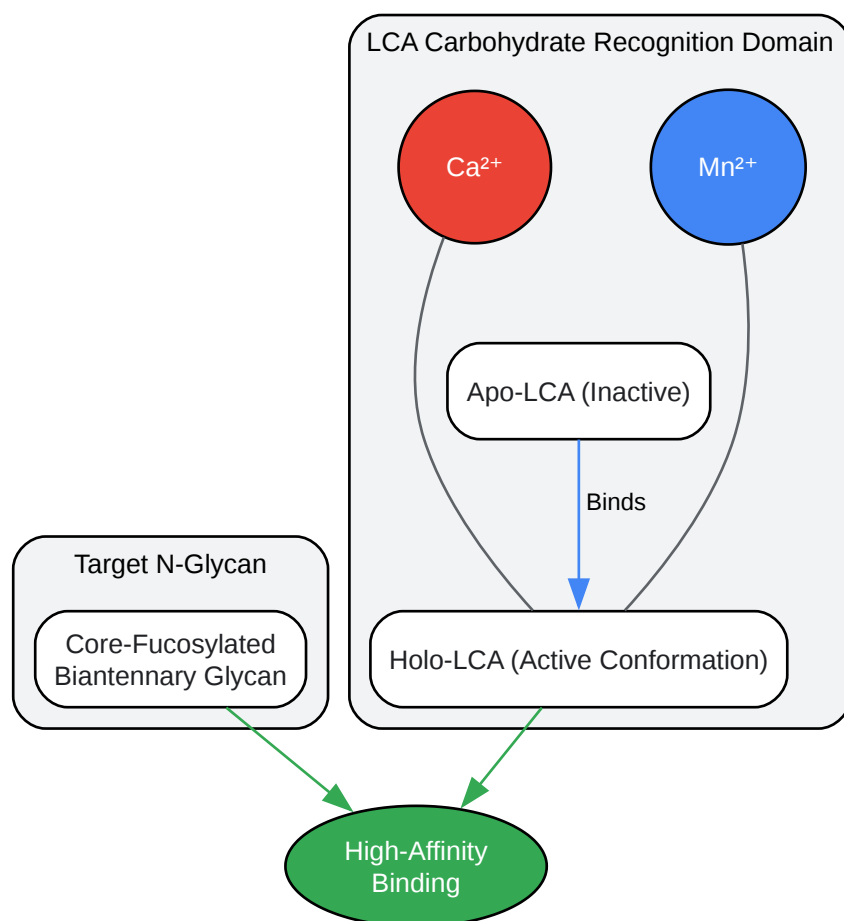 LCA Carbohydrate Recognition Domain
Ca²⁺
Mn²⁺
Apo-LCA (Inactive)
Binds
Target N-Glycan
Core-Fucosylated
Biantennary Glycan
Holo-LCA (Active Conformation)
High-Affinity
Binding